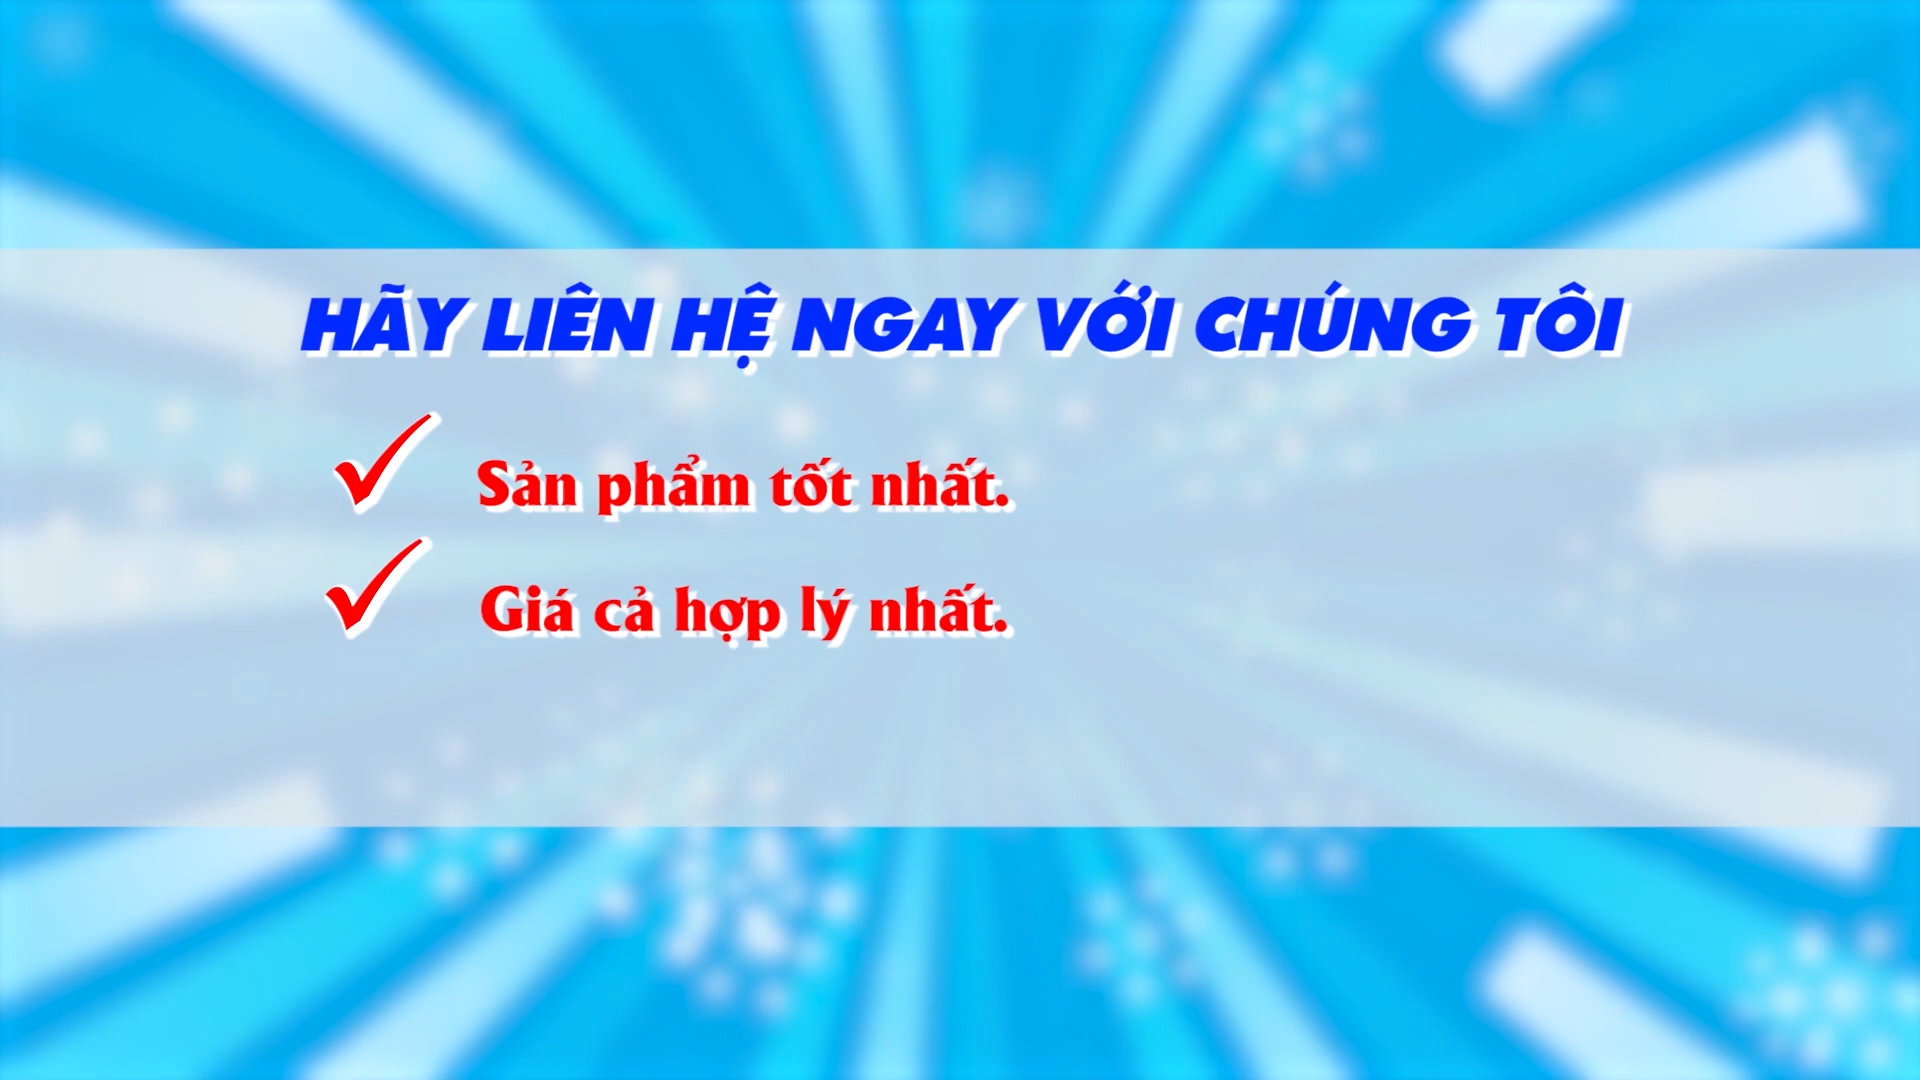 HÃY LIÊN HỆ NGAY VỚI CHÚNG TÔI
Sản phẩm tốt nhất.
Giá cả hợp lý nhất.